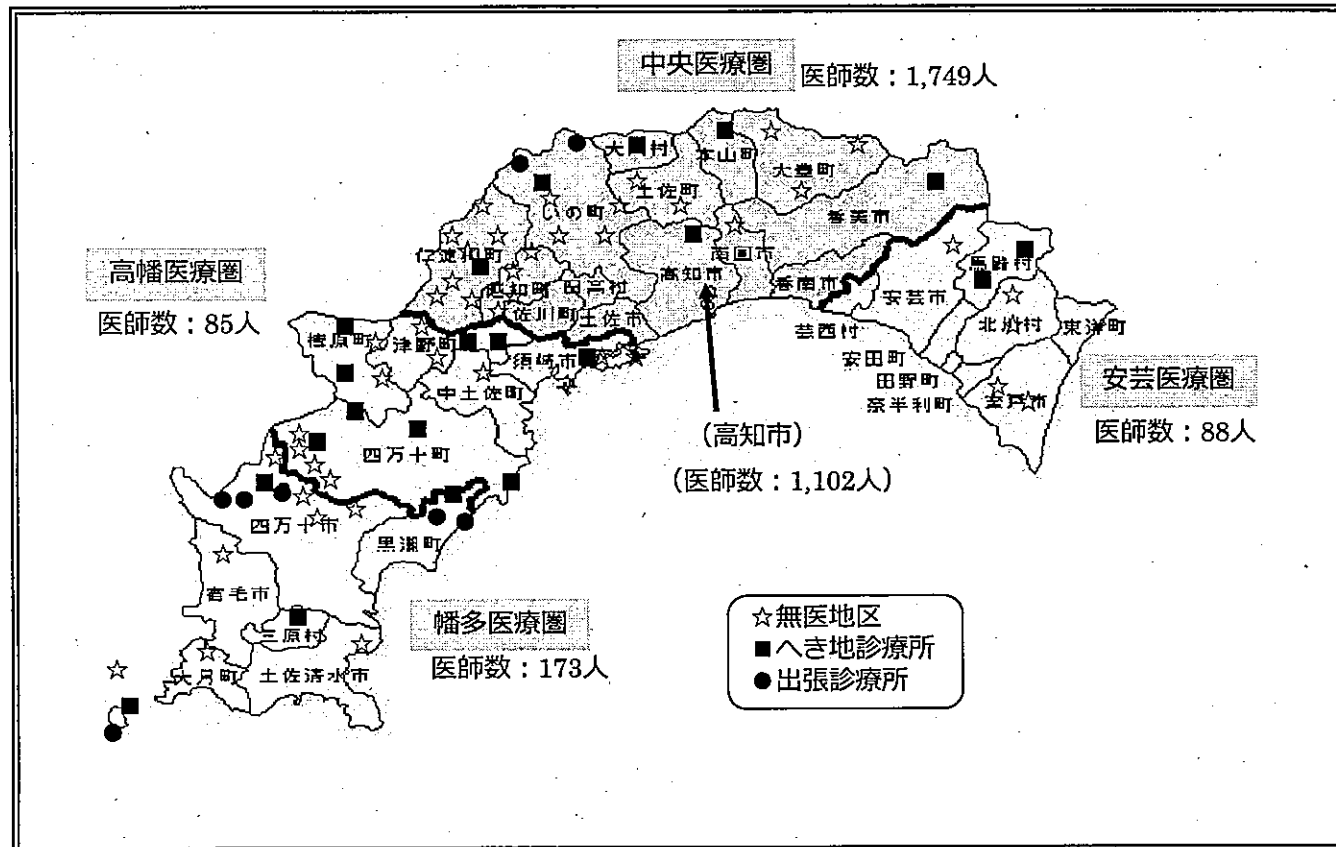 中央医療圏
医師数：1,749人
大川村
本山町
大豊町
土佐町
いの町
香美市
南国市
馬路村
仁淀川町
高知市
高幡医療圏
香南市
安芸市
越知町
日高村
医師数：85人
佐川町
土佐市
北川村
東洋町
梼原町
津野町
芸西村
須崎市
安田町
安芸医療圏
田野町
中土佐町
室戸市
奈半利町
医師数：88人
（高知市）
四万十町
（医師数：1,102人）
四万十市
黒潮町
宿毛市
幡多医療圏
☆無医地区
三原村
■へき地診療所
医師数：173人
大月町
土佐清水市
●出張診療所